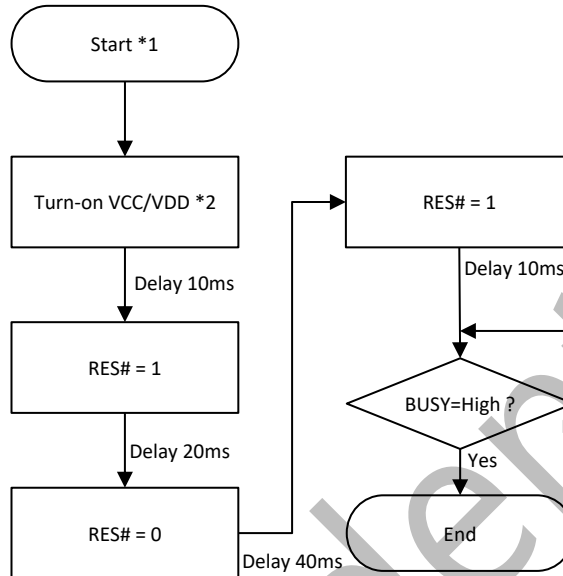 Start *1
Turn-on VCC/VDD *2
Delay 10ms
RES# = 1
Delay 20ms
RES# = 0
Delay 40ms
RES# = 1
Delay 10ms
BUSY=High ?
Yes
End